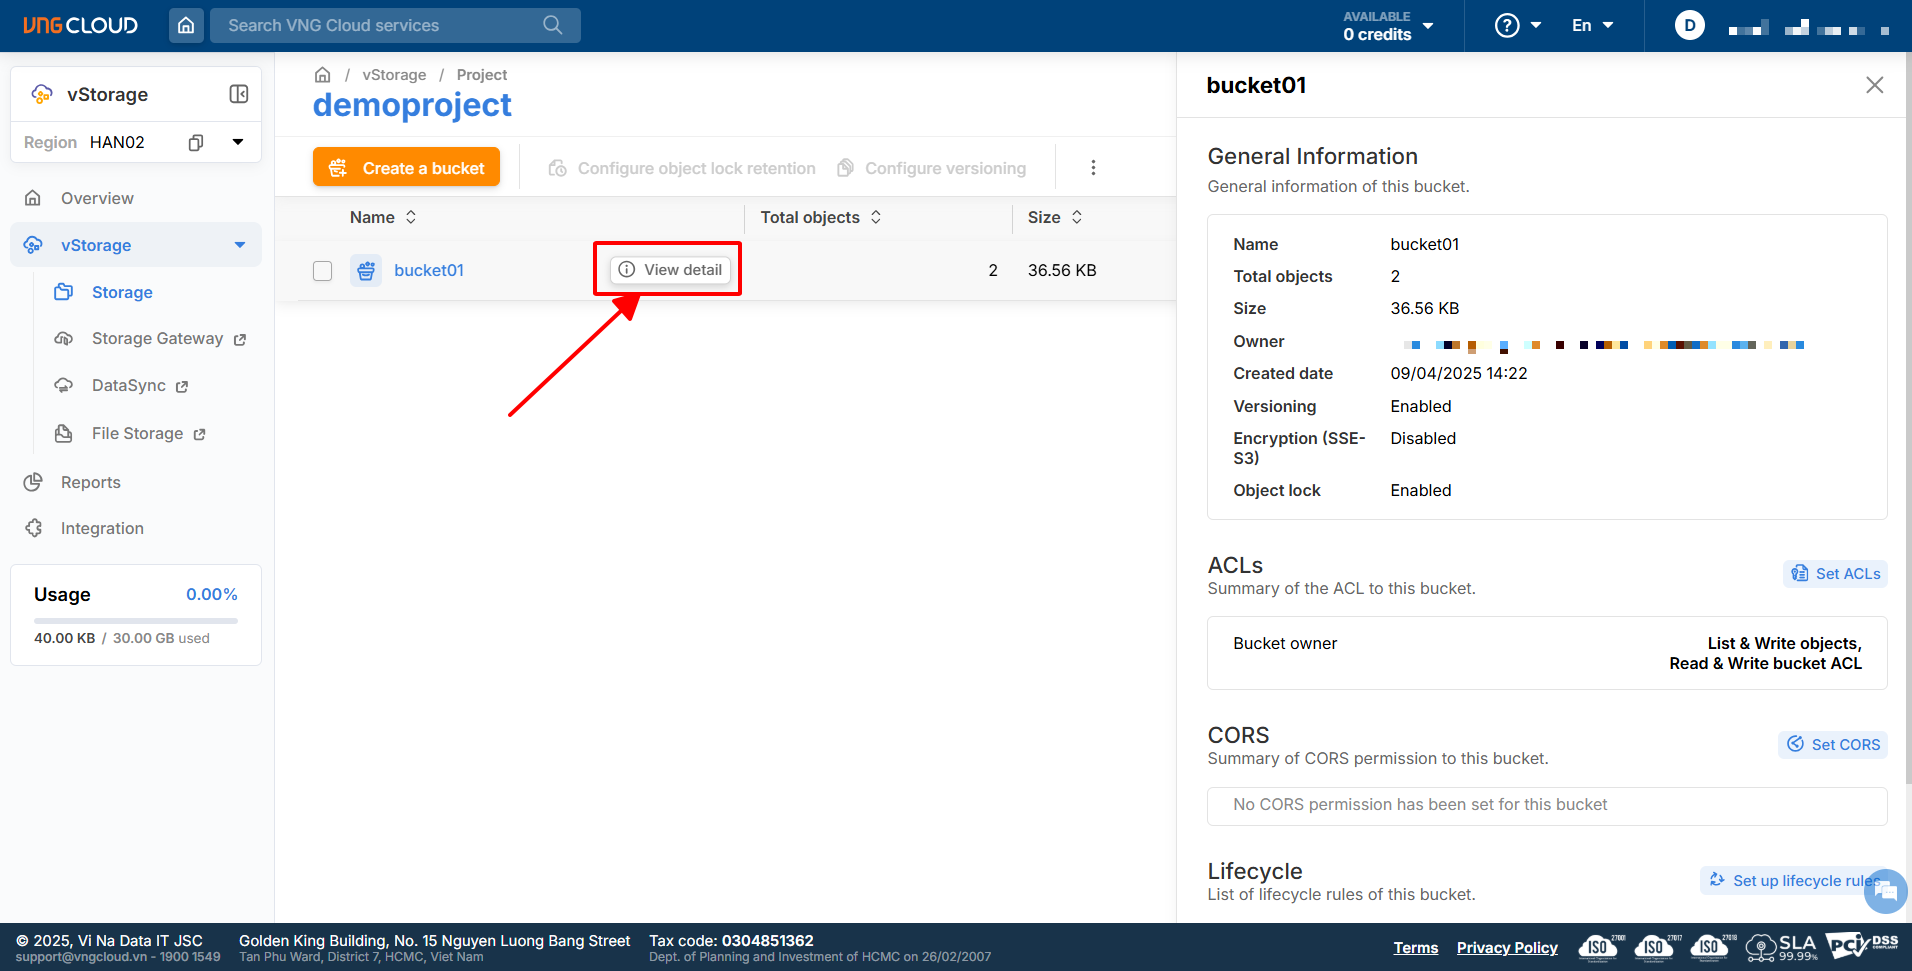 VNG CLOUD
Search VNG Cloud services
AVAILABLE
0 credits
En
D
vStorage
Region HAN02
Overview
vStorage
Storage
Storage Gateway
DataSync
File Storage
Reports
Integration
Usage 0.00%
40.00 KB / 30.00 GB used
/ vStorage / Project
demoproject
Create a bucket
Configure object lock retention
Configure versioning
Name
Total objects
Size
bucket01
View detail
2
36.56 KB
bucket01
General Information
General information of this bucket.
Name bucket01
Total objects 2
Size 36.56 KB
Owner
Created date 09/04/2025 14:22
Versioning Enabled
Encryption (SSE-
S3) Disabled
Object lock Enabled
ACLs
Summary of the ACL to this bucket.
Set ACLs
Bucket owner
List & Write objects,
Read & Write bucket ACL
CORS
Summary of CORS permission to this bucket.
Set CORS
No CORS permission has been set for this bucket
Lifecycle
List of lifecycle rules of this bucket.
Set up lifecycle rules
© 2025, Vi Na Data IT JSC
support@vngcloud.vn - 1900 1549
Golden King Building, No. 15 Nguyen Luong Bang Street
Tan Phu Ward, District 7, HCMC, Viet Nam
Tax code: 0304851362
Dept. of Planning and Investment of HCMC on 26/02/2007
Terms
Privacy Policy
ISO 27001
ISO 27017
ISO 27018
SLA
99.99%
PCI DSS
COMPLIANT